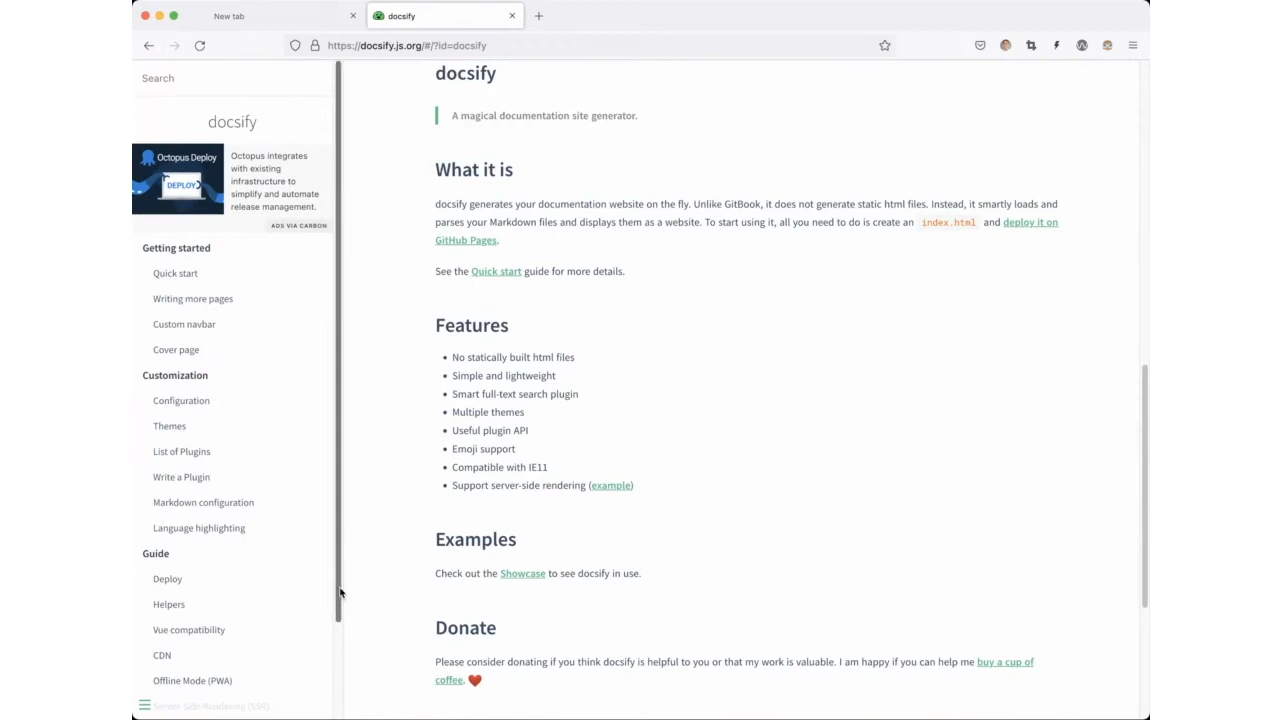 New tab
docsify
https://docsify.js.org/#/?id=docsify
Search
docsify
Octopus Deploy
DEPLOY
Octopus integrates
with existing
infrastructure to
simplify and automate
release management.
ADS VIA CARBON
Getting started
Quick start
Writing more pages
Custom navbar
Cover page
Customization
Configuration
Themes
List of Plugins
Write a Plugin
Markdown configuration
Language highlighting
Guide
Deploy
Helpers
Vue compatibility
CDN
Offline Mode (PWA)
Server-Side Rendering (SSR)
docsify
A magical documentation site generator.
What it is
docsify generates your documentation website on the fly. Unlike GitBook, it does not generate static html files. Instead, it smartly loads and
parses your Markdown files and displays them as a website. To start using it, all you need to do is create an index.html and deploy it on
GitHub Pages.
See the Quick start guide for more details.
Features
• No statically built html files
• Simple and lightweight
• Smart full-text search plugin
• Multiple themes
• Useful plugin API
• Emoji support
• Compatible with IE11
• Support server-side rendering (example)
Examples
Check out the Showcase to see docsify in use.
Donate
Please consider donating if you think docsify is helpful to you or that my work is valuable. I am happy if you can help me buy a cup of
coffee. ❤️